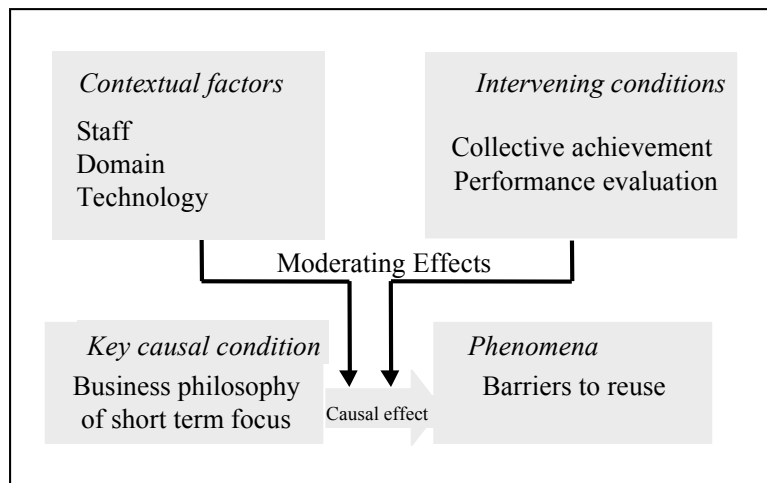 Contextual factors
Staff
Domain
Technology
Intervening conditions
Collective achievement
Performance evaluation
Moderating Effects
Key causal condition
Business philosophy
of short term focus
Causal effect
Phenomena
Barriers to reuse